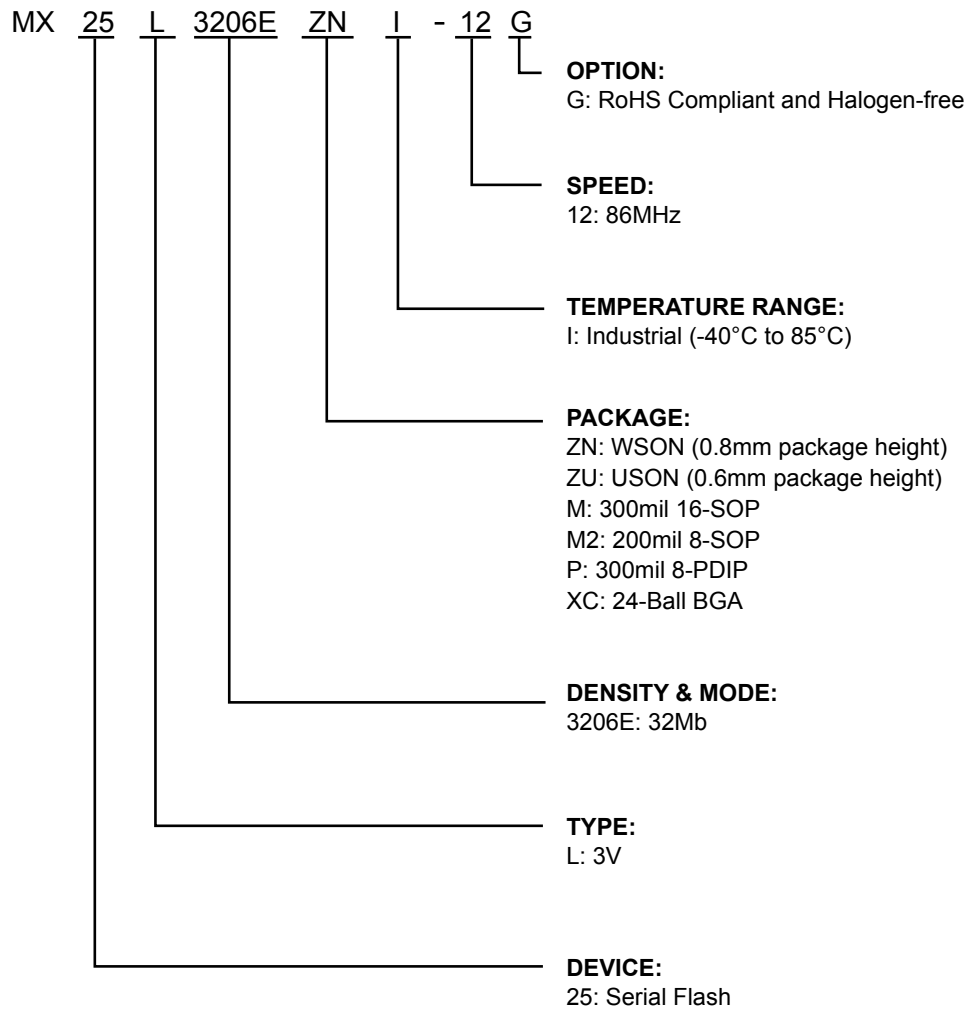 MX 25 L 3206E ZN I - 12 G
OPTION:
G: RoHS Compliant and Halogen-free
SPEED:
12: 86MHz
TEMPERATURE RANGE:
I: Industrial (-40°C to 85°C)
PACKAGE:
ZN: WSON (0.8mm package height)
ZU: USON (0.6mm package height)
M: 300mil 16-SOP
M2: 200mil 8-SOP
P: 300mil 8-PDIP
XC: 24-Ball BGA
DENSITY & MODE:
3206E: 32Mb
TYPE:
L: 3V
DEVICE:
25: Serial Flash